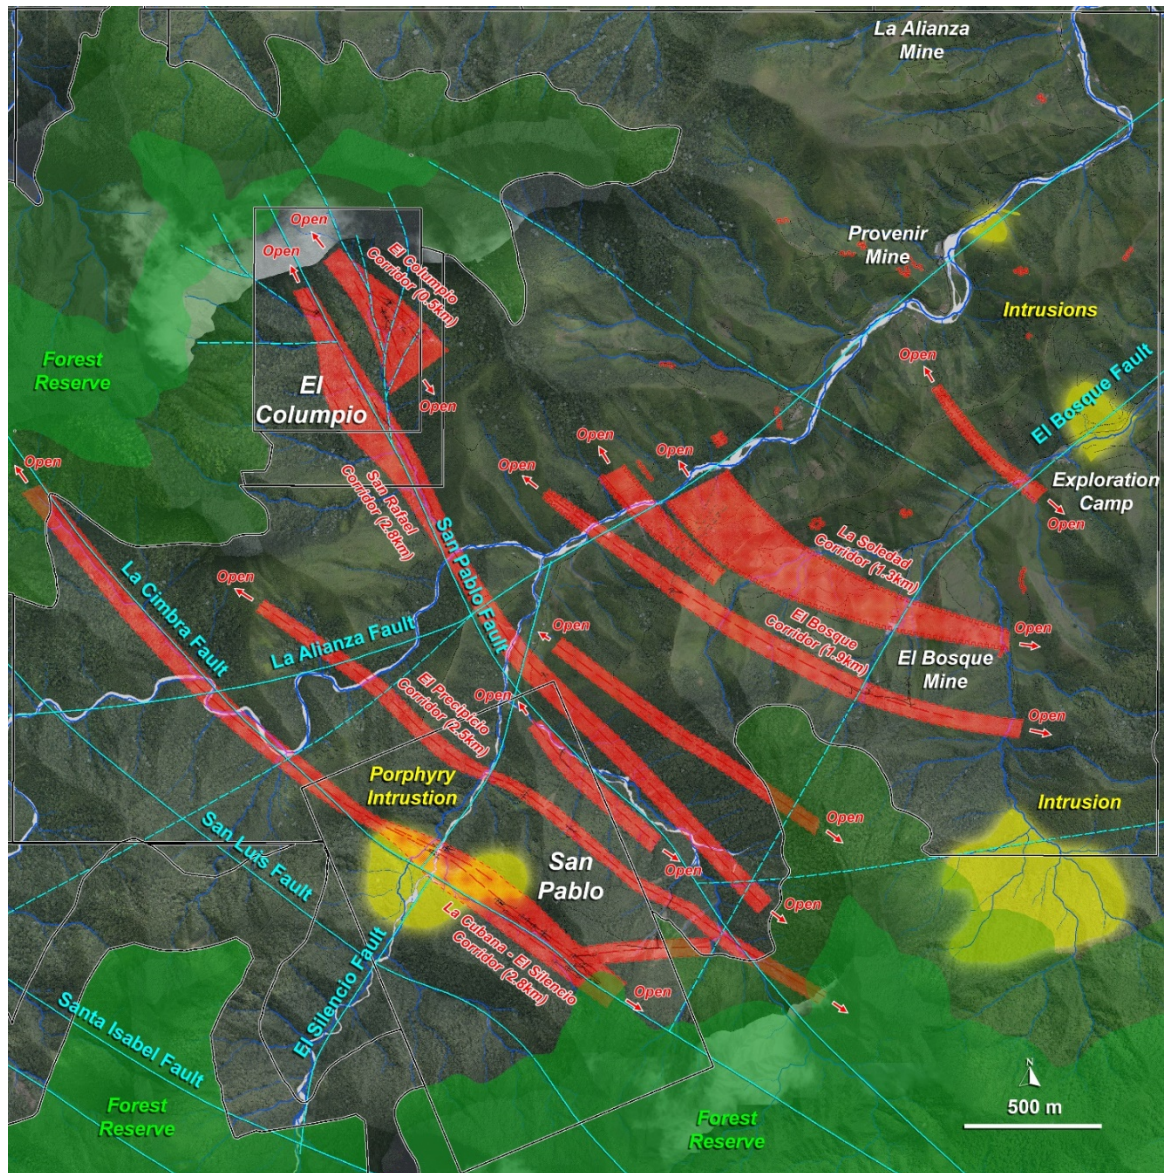 La Alianza
Mine
Provenir
Mine
Intrusions
Open
Open
El Columpio
Corridor (0.5km)
Forest
Reserve
El
Columpio
Open
Open
El Bosque Fault
Exploration
Camp
Open
Open
Open
Open
Open
San Rafael
Corridor (2.8km)
San Pablo Fault
La Soledad
Corridor (1.3km)
La Cimbra Fault
Open
La Alianza Fault
Open
El Bosque
Corridor (1.9km)
Open
El Bosque
Mine
Open
El Precipicio
Corridor (2.5km)
Open
Porphyry
Intrustion
Intrusion
San Luis Fault
Open
San
Pablo
Open
Open
La Cubana - El Silencio
Corridor (2.8km)
Open
El Silencio Fault
Santa Isabel Fault
Forest
Reserve
Forest
Reserve
N
500 m